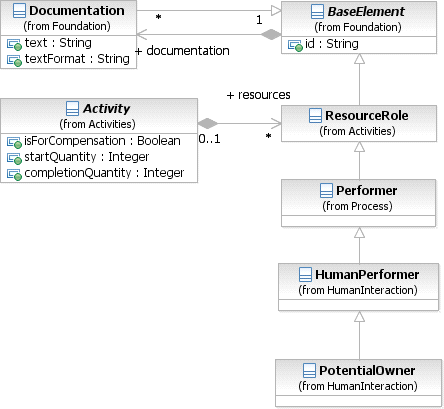 Documentation
(from Foundation)
text : String
textFormat : String
*
1
BaseElement
(from Foundation)
id : String
+ documentation
Activity
(from Activities)
isForCompensation : Boolean
startQuantity : Integer
completionQuantity : Integer
+ resources
0..1
*
ResourceRole
(from Activities)
Performer
(from Process)
HumanPerformer
(from HumanInteraction)
PotentialOwner
(from HumanInteraction)